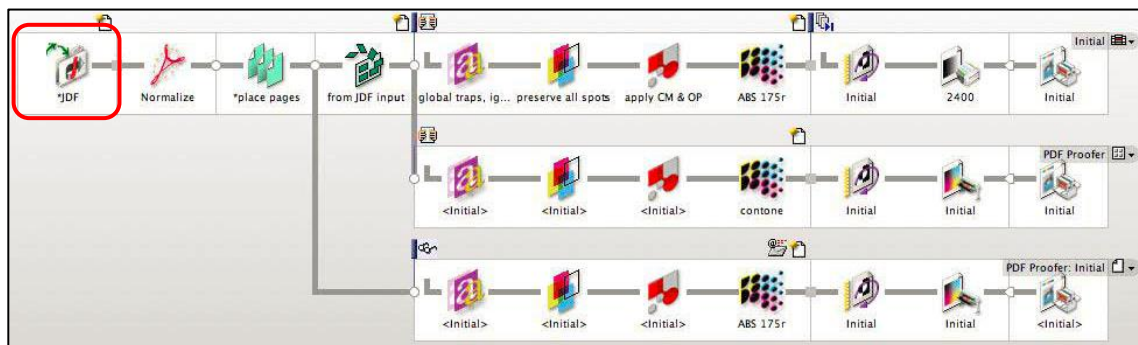 Initial
*JDF Normalize *place pages from JDF input global traps, ig... preserve all spots apply CM & OP ABS 175r Initial 2400 Initial
PDF Proofer
<Initial> <Initial> <Initial> contone Initial Initial Initial
PDF Proofer: Initial
<Initial> <Initial> <Initial> ABS 175r Initial Initial <Initial>